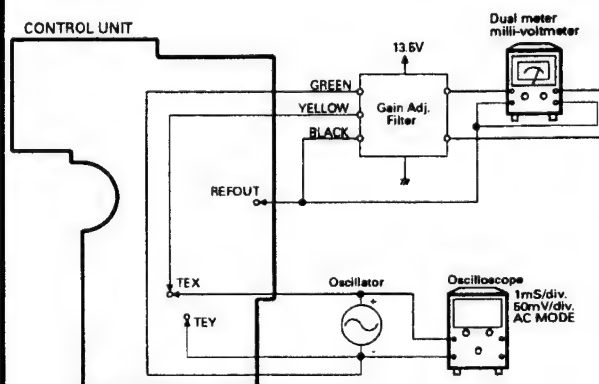 CONTROL UNIT
Dual meter
milli-voltmeter
13.6V
GREEN
YELLOW
BLACK
Gain Adj.
Filter
REFOUT
TEX
TEY
Oscillator
+
-
Oscilloscope
1mS/div.
50mV/div.
AC MODE